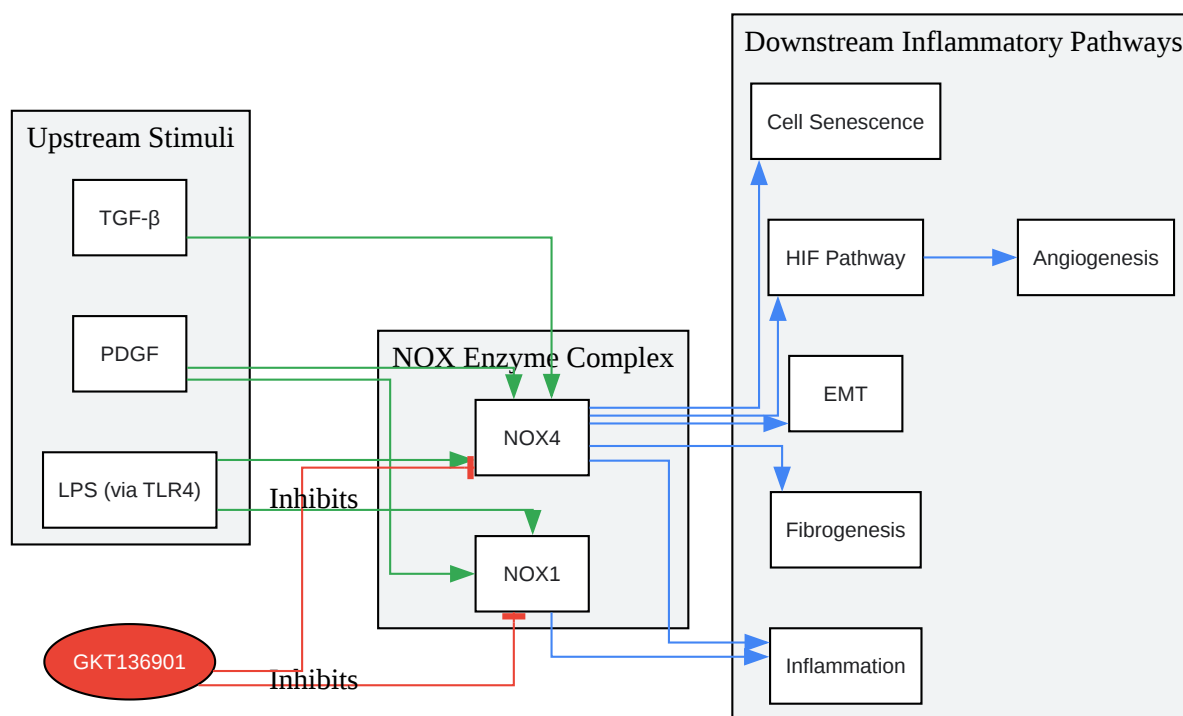 Downstream Inflammatory Pathways
Cell Senescence
Upstream Stimuli
TGF-β
HIF Pathway
Angiogenesis
PDGF
NOX Enzyme Complex
EMT
NOX4
LPS (via TLR4)
Inhibits
Fibrogenesis
NOX1
GKT136901
Inhibits
Inflammation